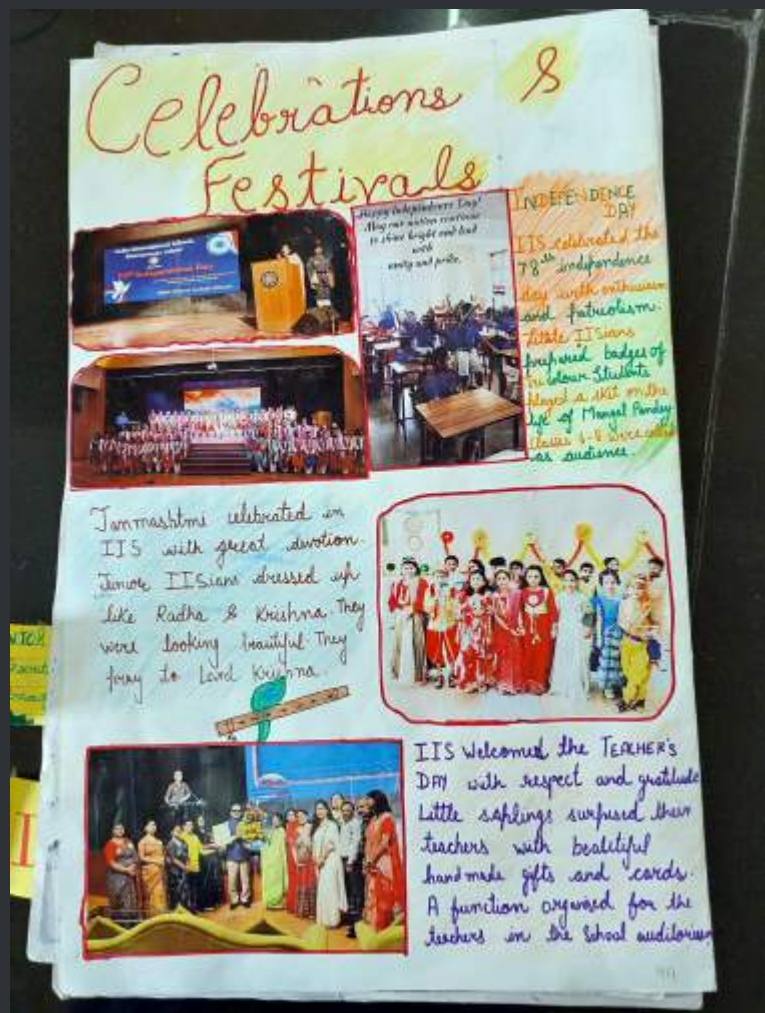 Celebrations &
Festivals
Happy Independence Day!
May our nation continue
to shine bright and lead
with
unity and pride.
INDEPENDENCE
DAY
IIS celebrated the
78th independence
day with enthusiasm
and patriotism.
Little IISians
prepared badges of
tricolour Students
played a skit on the
life of Mangal Pandey
Classes 6-8 were
as audience.
Janmashtmi celebrated in
IIS with great devotion.
Junior IISians dressed up
like Radha & Krishna. They
were looking beautiful They
pray to Lord Krishna.
IIS Welcomed the TEACHER'S
DAY with respect and gratitude
Little saplings surprised their
teachers with beatiful
handmade gifts and cards.
A function organised for the
teachers in the School auditorium